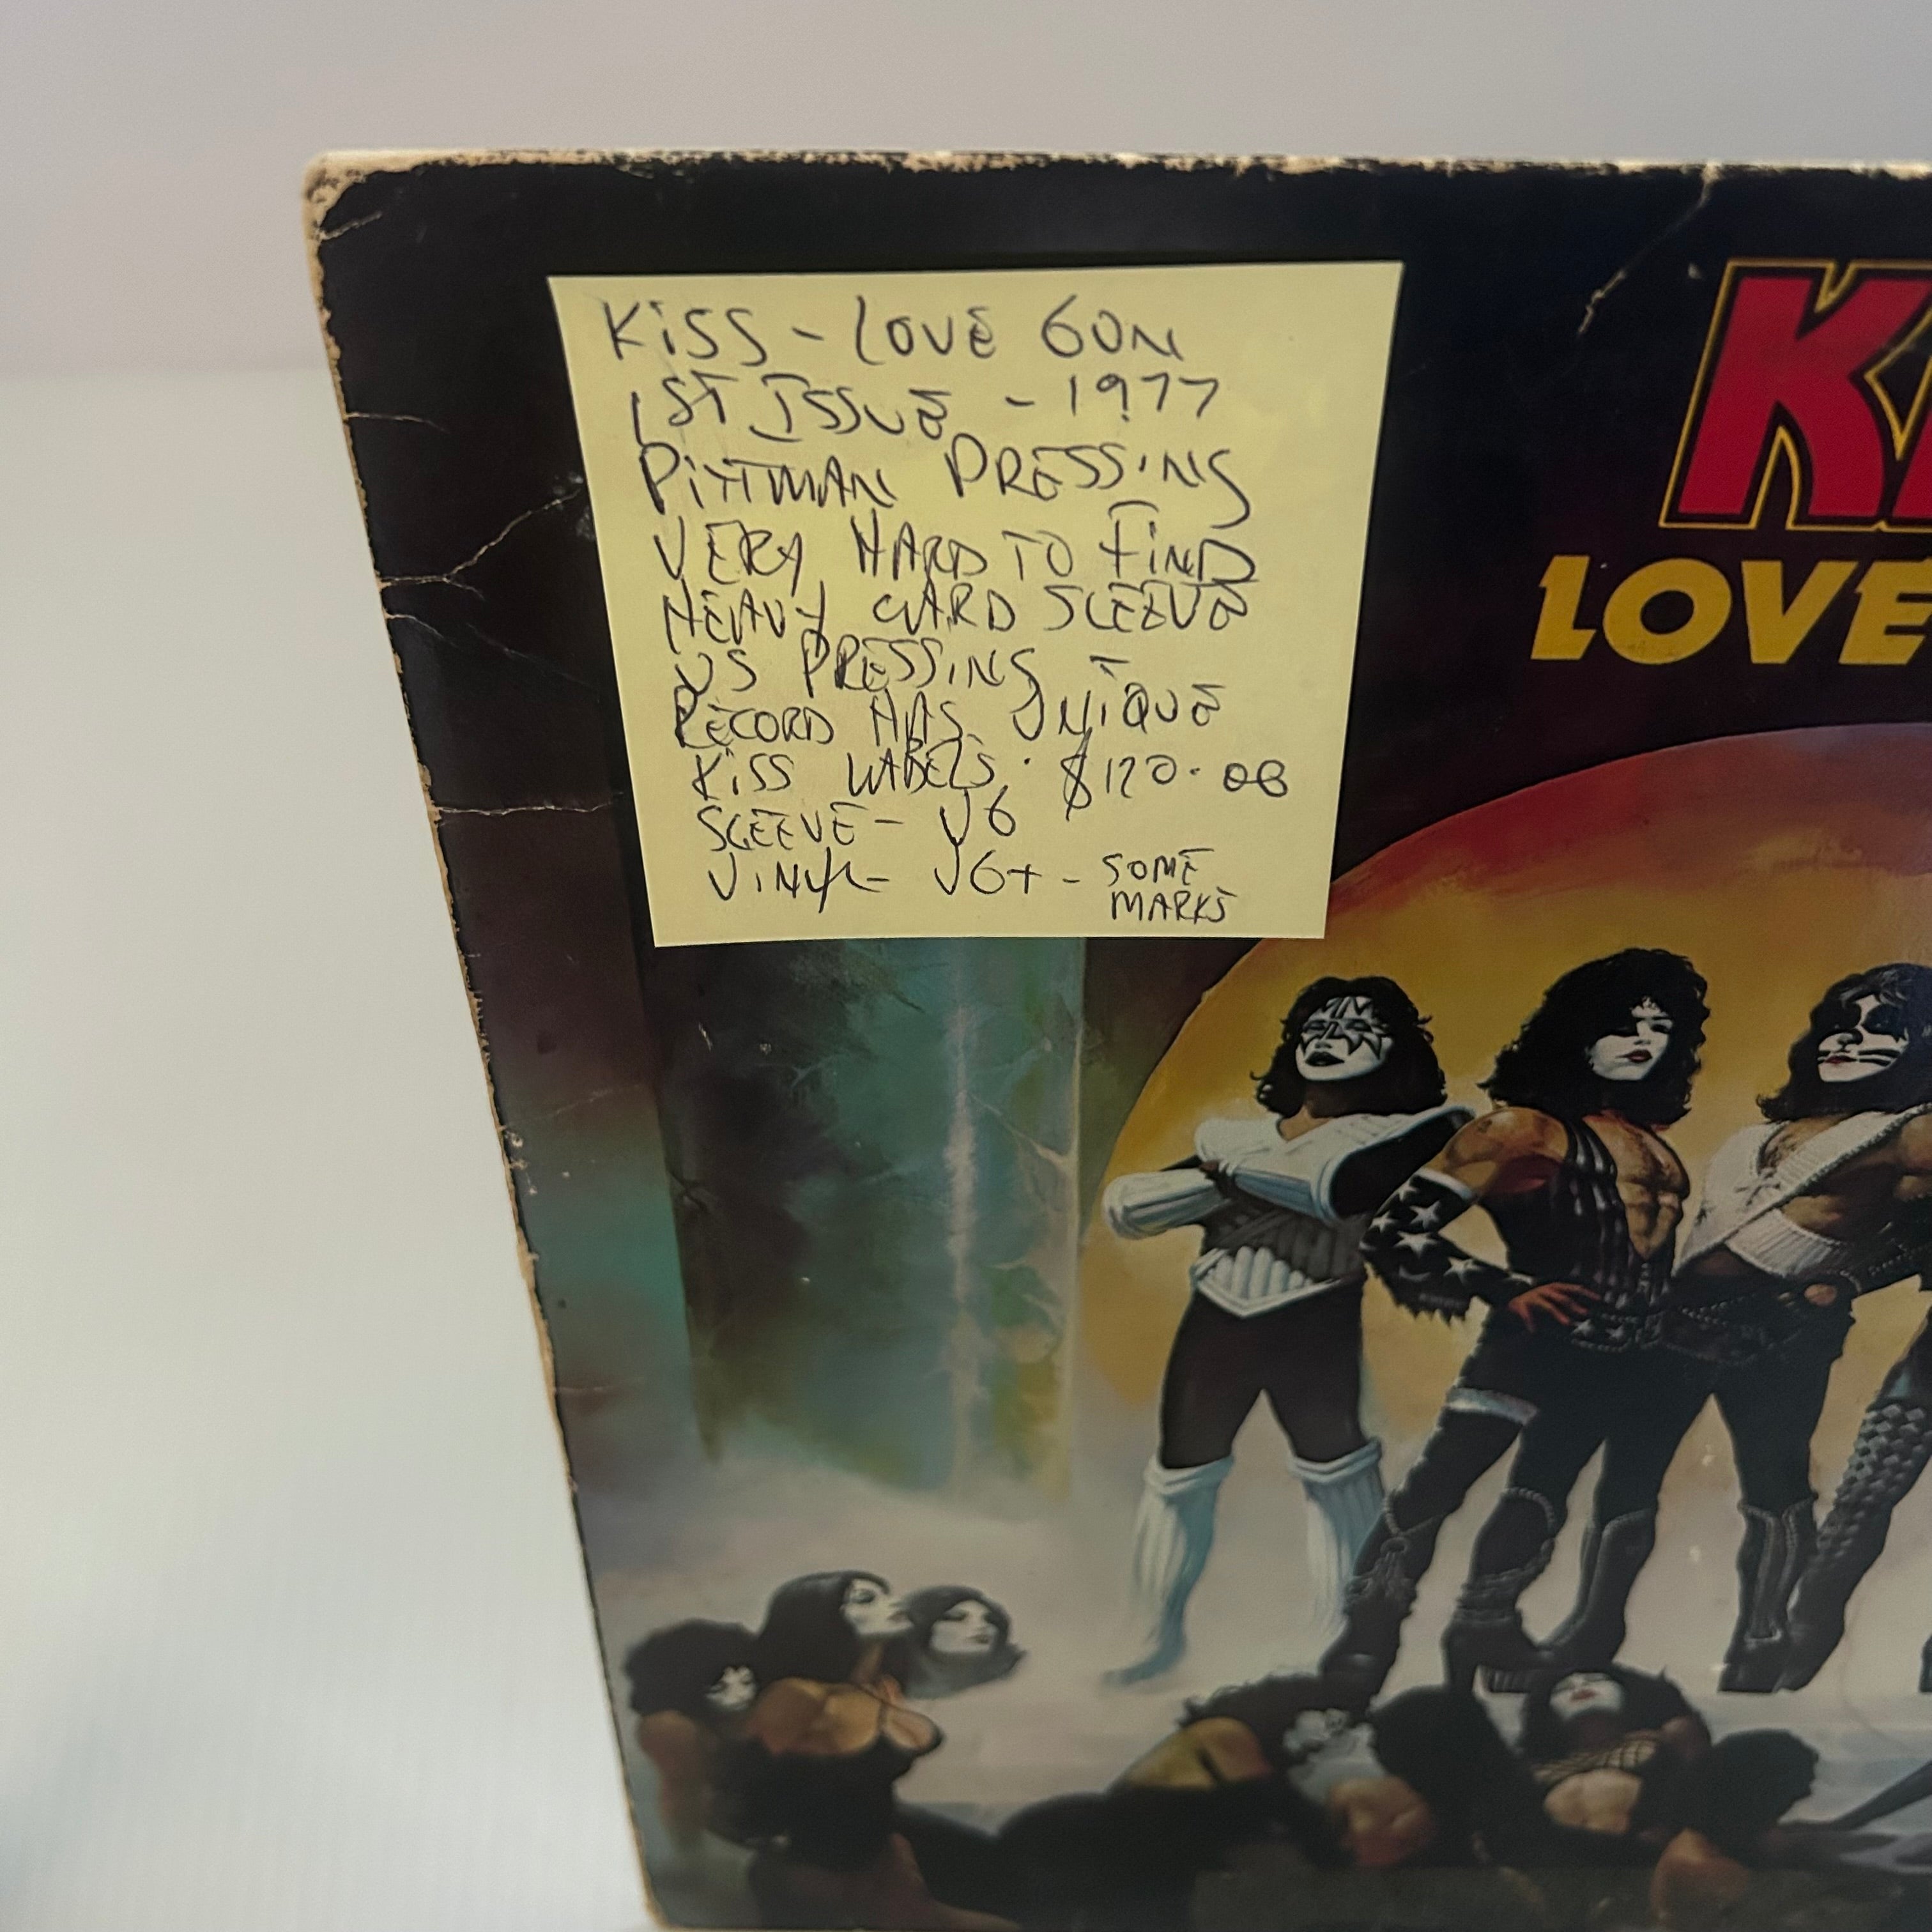 KISS - LOVE GUN
1ST ISSUE - 1977
PITTMAN PRESSING
VERY HARD TO FIND
HEAVY CARD SLEEVE
US PRESSING -
RECORD HAS UNIQUE
KISS LABELS. $120.00
SLEEVE - VG
VINYL - VG+ - SOME
MARKS
K
LOVE